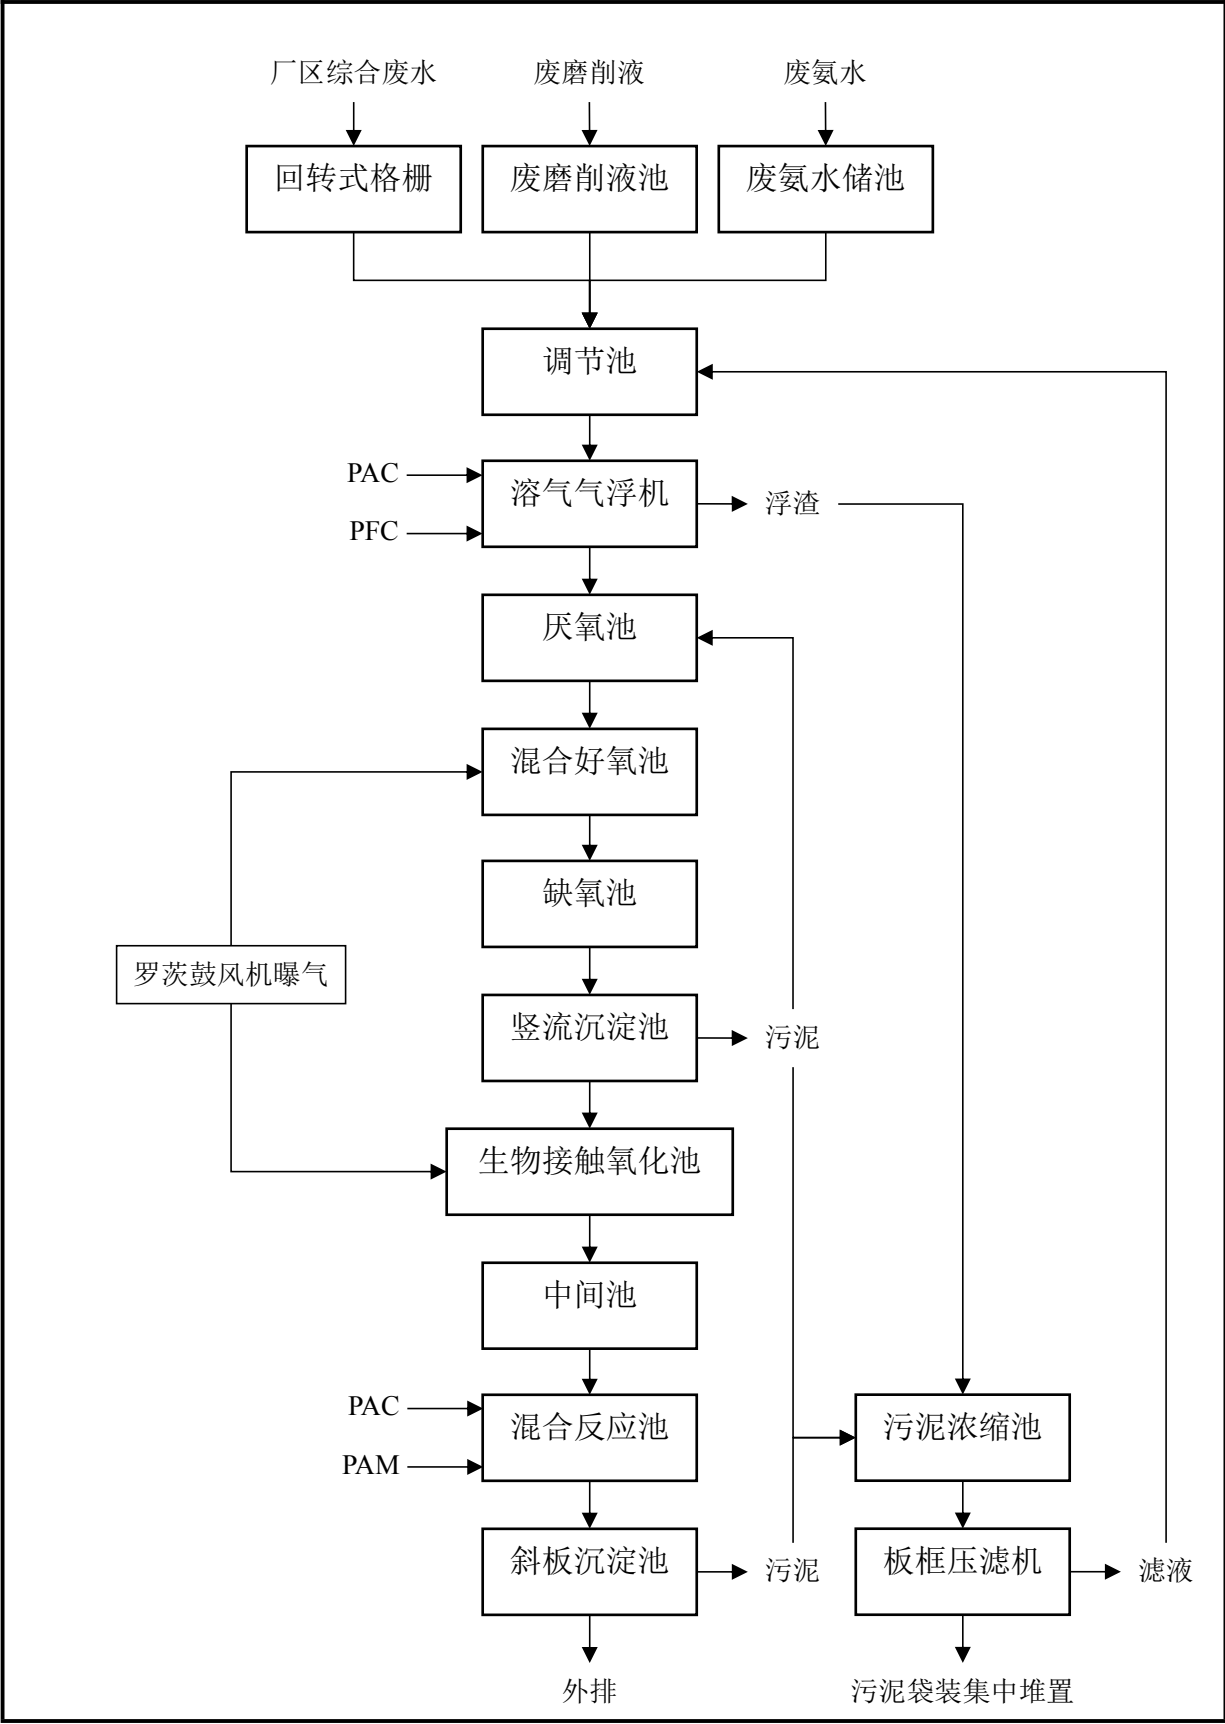 厂区综合废水
废磨削液
废氨水
回转式格栅
废磨削液池
废氨水储池
调节池
PAC
溶气气浮机
浮渣
PFC
厌氧池
混合好氧池
缺氧池
罗茨鼓风机曝气
竖流沉淀池
污泥
生物接触氧化池
中间池
PAC
混合反应池
污泥浓缩池
PAM
斜板沉淀池
污泥
板框压滤机
滤液
外排
污泥袋装集中堆置